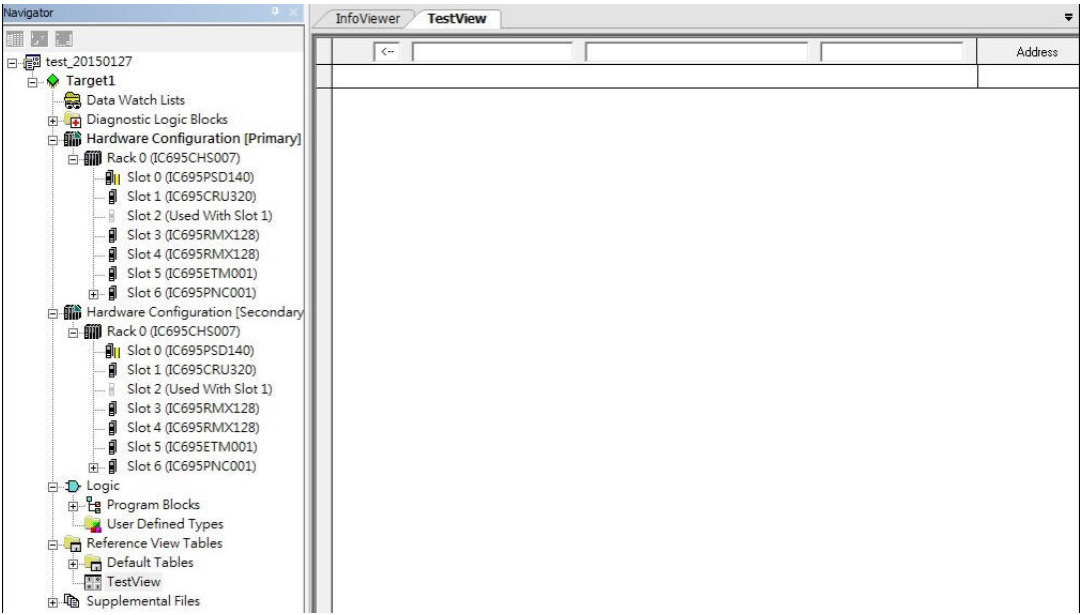 Navigator
InfoViewer TestView
<-- Address
test_20150127
Target1
Data Watch Lists
Diagnostic Logic Blocks
Hardware Configuration [Primary]
Rack 0 (IC695CHS007)
Slot 0 (IC695PSD140)
Slot 1 (IC695CRU320)
Slot 2 (Used With Slot 1)
Slot 3 (IC695RMX128)
Slot 4 (IC695RMX128)
Slot 5 (IC695ETM001)
Slot 6 (IC695PNC001)
Hardware Configuration [Secondary
Rack 0 (IC695CHS007)
Slot 0 (IC695PSD140)
Slot 1 (IC695CRU320)
Slot 2 (Used With Slot 1)
Slot 3 (IC695RMX128)
Slot 4 (IC695RMX128)
Slot 5 (IC695ETM001)
Slot 6 (IC695PNC001)
Logic
Program Blocks
User Defined Types
Reference View Tables
Default Tables
TestView
Supplemental Files